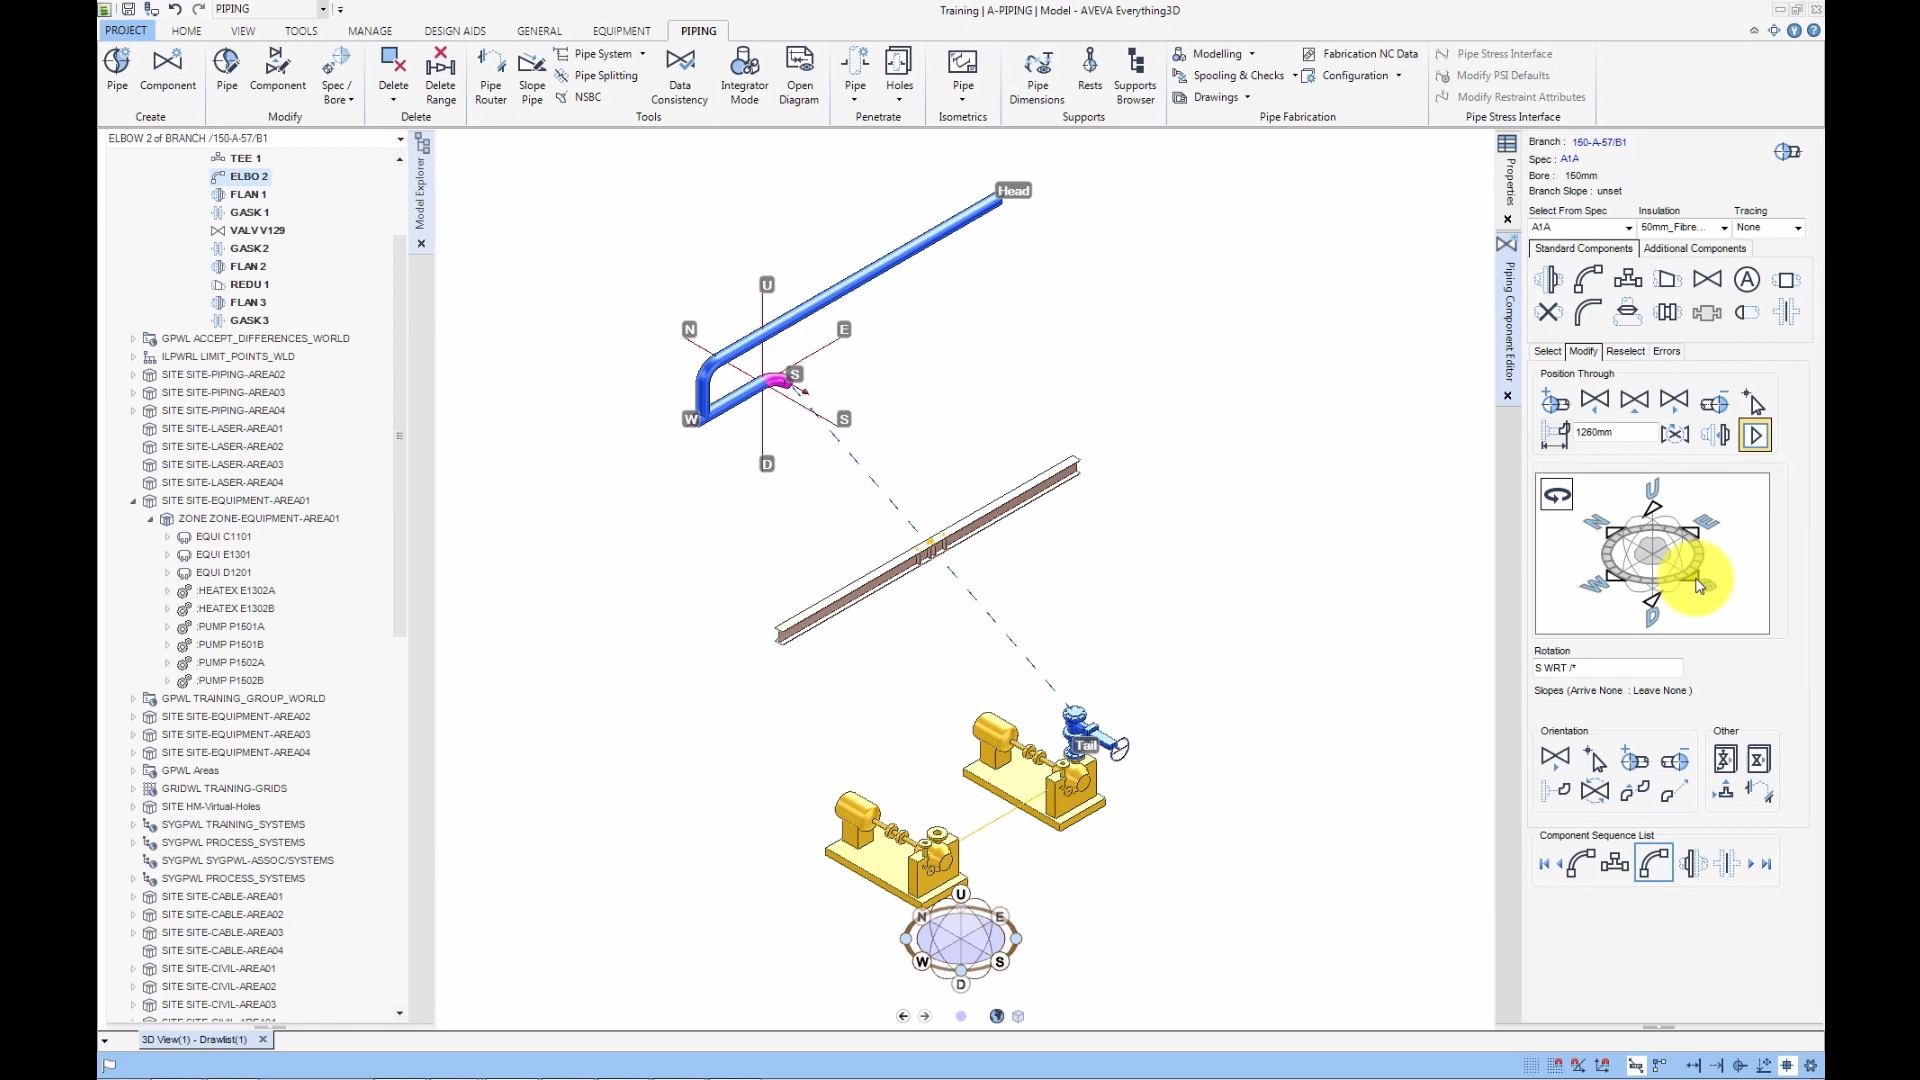 PIPING
Training | A-PIPING | Model - AVEVA Everything3D
PROJECT HOME VIEW TOOLS MANAGE DESIGN AIDS GENERAL EQUIPMENT PIPING
Pipe Component
Create
Pipe Component Spec / Bore
Modify
Delete Delete Range
Delete
Pipe Router Slope Pipe
Pipe System
Pipe Splitting
NSBC
Data Consistency Integrator Mode Open Diagram
Tools
Pipe Holes
Penetrate
Pipe
Isometrics
Pipe Dimensions Rests Supports Browser
Supports
Modelling
Spooling & Checks
Drawings
Fabrication NC Data
Configuration
Pipe Fabrication
Pipe Stress Interface
Modify PSI Defaults
Modify Restraint Attributes
Pipe Stress Interface
ELBOW 2 of BRANCH /150-A-57/B1
TEE 1
ELBO 2
FLAN 1
GASK 1
VALV V129
GASK 2
FLAN 2
REDU 1
FLAN 3
GASK 3
GPWL ACCEPT_DIFFERENCES_WORLD
ILPWRL LIMIT_POINTS_WLD
SITE SITE-PIPING-AREA02
SITE SITE-PIPING-AREA03
SITE SITE-PIPING-AREA04
SITE SITE-LASER-AREA01
SITE SITE-LASER-AREA02
SITE SITE-LASER-AREA03
SITE SITE-LASER-AREA04
SITE SITE-EQUIPMENT-AREA01
ZONE ZONE-EQUIPMENT-AREA01
EQUI C1101
EQUI E1301
EQUI D1201
:HEATEX E1302A
:HEATEX E1302B
:PUMP P1501A
:PUMP P1501B
:PUMP P1502A
:PUMP P1502B
GPWL TRAINING_GROUP_WORLD
SITE SITE-EQUIPMENT-AREA02
SITE SITE-EQUIPMENT-AREA03
SITE SITE-EQUIPMENT-AREA04
GPWL Areas
GRIDWL TRAINING-GRIDS
SITE HM-Virtual-Holes
SYGPWL TRAINING_SYSTEMS
SYGPWL PROCESS_SYSTEMS
SYGPWL SYGPWL-ASSOC/SYSTEMS
SYGPWL PROCESS_SYSTEMS
SITE SITE-CABLE-AREA01
SITE SITE-CABLE-AREA02
SITE SITE-CABLE-AREA03
SITE SITE-CABLE-AREA04
SITE SITE-CIVIL-AREA01
SITE SITE-CIVIL-AREA02
SITE SITE-CIVIL-AREA03
Model Explorer
Head
U
N E
S
W S
D
Tail
U
N E
W S
D
3D View(1) - Drawlist(1)
Properties
Piping Component Editor
Branch : 150-A-57/B1
Spec : A1A
Bore : 150mm
Branch Slope : unset
Select From Spec Insulation Tracing
A1A 50mm_Fibre... None
Standard Components Additional Components
A
Select Modify Reselect Errors
Position Through
1260mm
U
N E
W
D
Rotation
S WRT /*
Slopes (Arrive None : Leave None )
Orientation Other
Component Sequence List